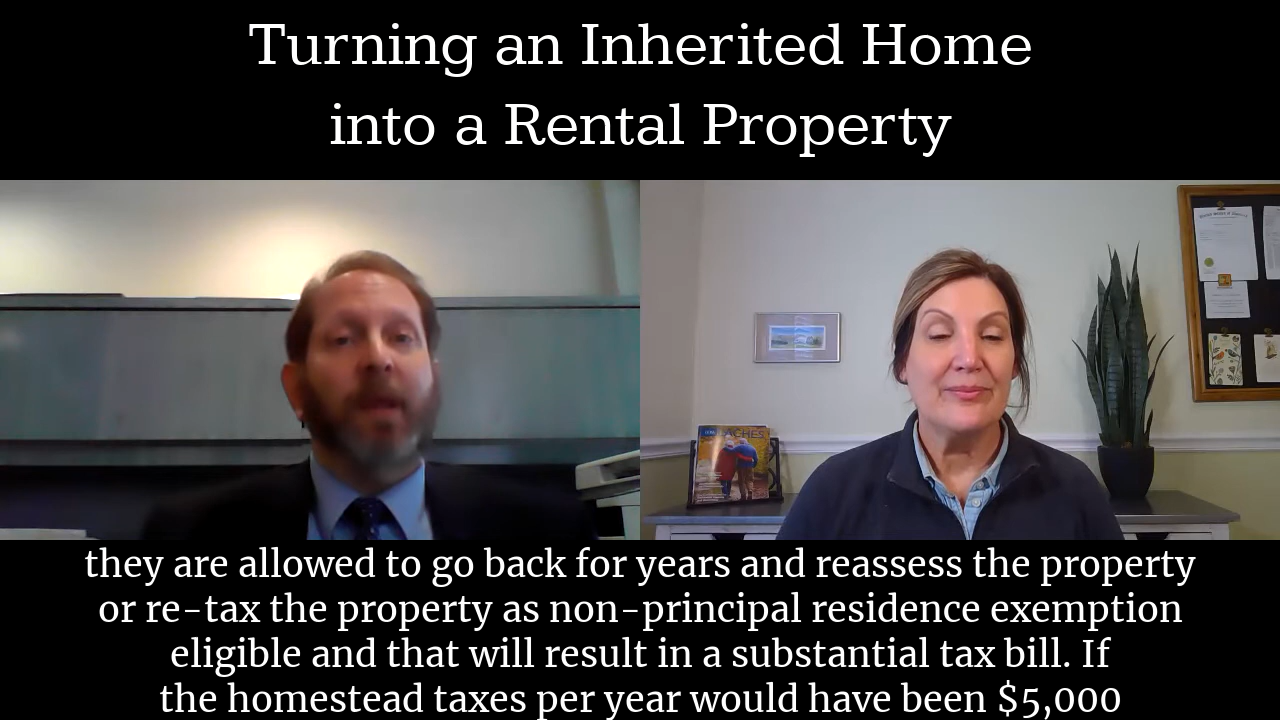 Turning an Inherited Home
into a Rental Property
they are allowed to go back for years and reassess the property
or re-tax the property as non-principal residence exemption
eligible and that will result in a substantial tax bill. If
the homestead taxes per year would have been $5,000